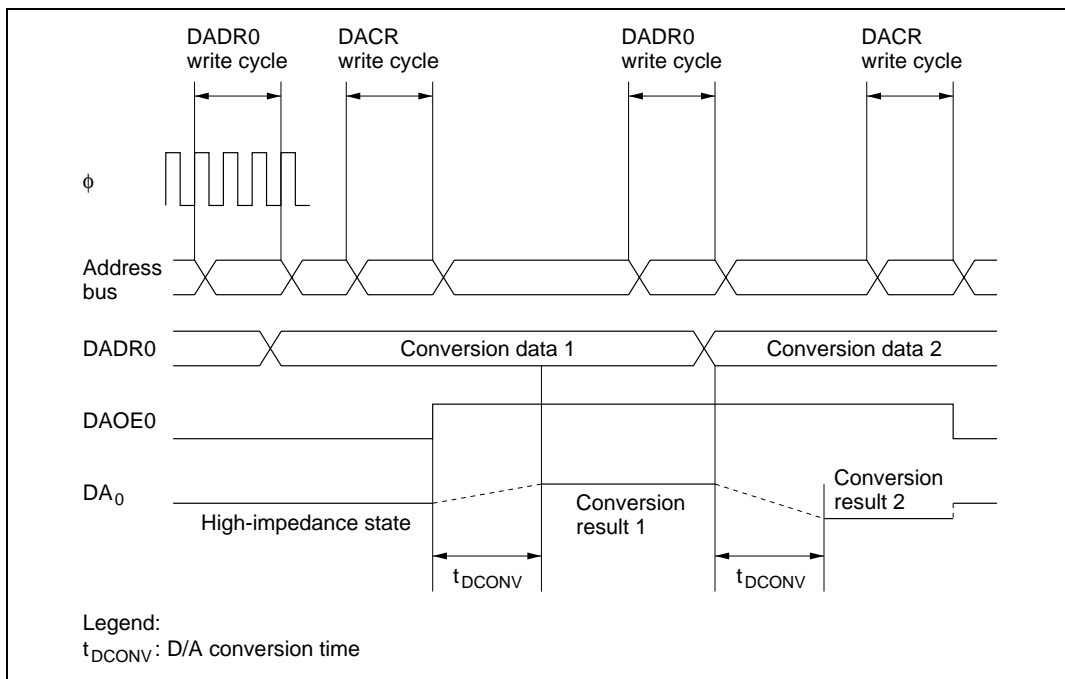 DADR0
write cycle
DACR
write cycle
DADR0
write cycle
DACR
write cycle
φ
Address
bus
DADR0
Conversion data 1
Conversion data 2
DAOE0
DA0
High-impedance state
Conversion
result 1
Conversion
result 2
tDCONV
tDCONV
Legend:
tDCONV: D/A conversion time